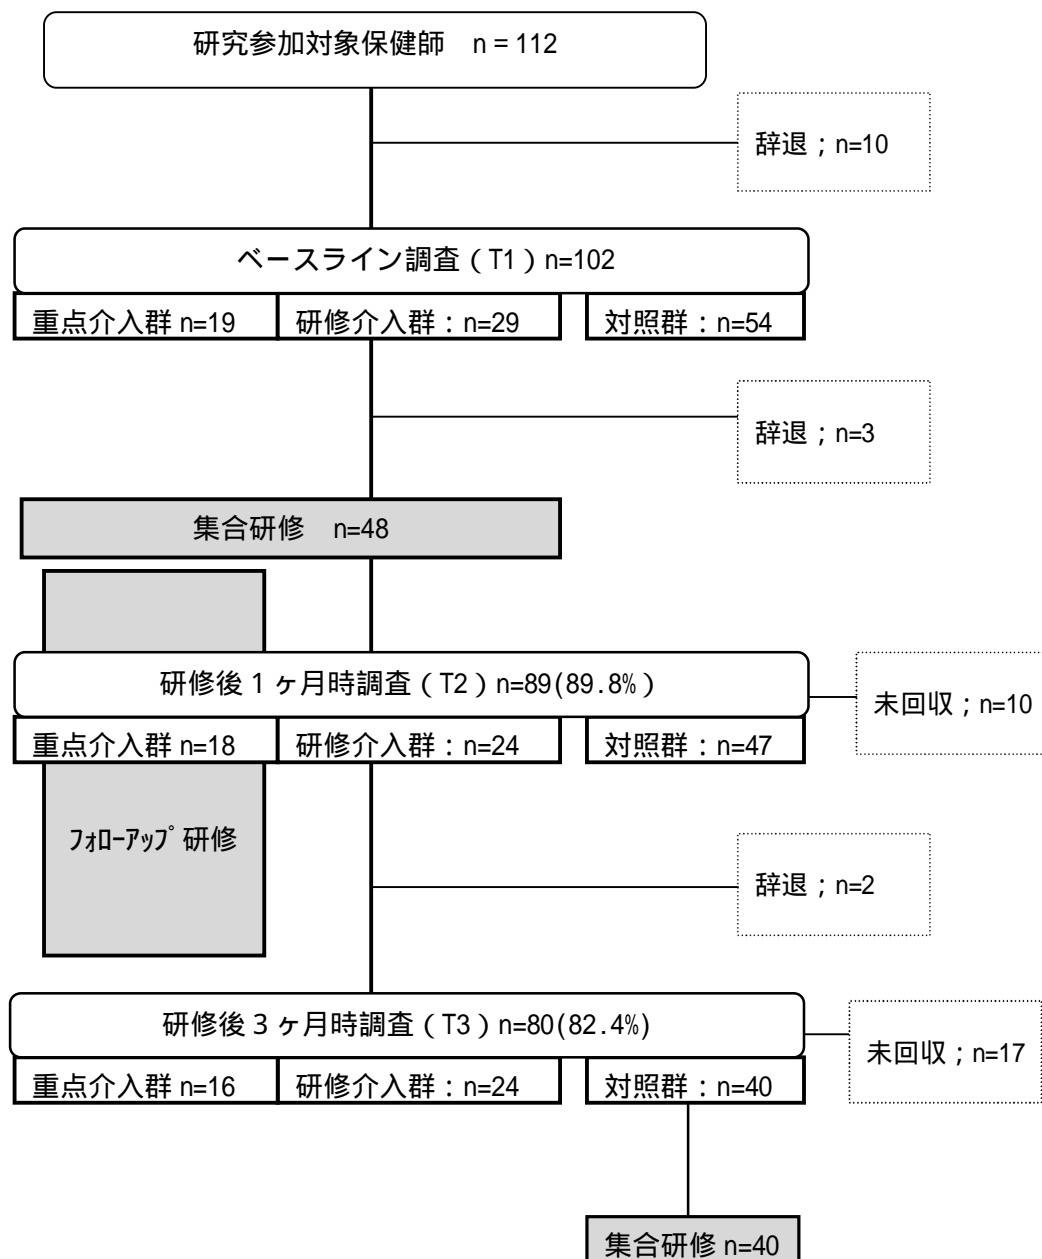 研究参加対象保健師　n = 112
辞退；n=10
ベースライン調査（T1）n=102
重点介入群 n=19
研修介入群：n=29
対照群：n=54
辞退；n=3
集合研修　n=48
研修後１ヶ月時調査（T2）n=89(89.8%）
未回収；n=10
重点介入群 n=18
研修介入群：n=24
対照群：n=47
ﾌｫﾛｰｱｯﾌﾟ研修
辞退；n=2
研修後３ヶ月時調査（T3）n=80(82.4%)
未回収；n=17
重点介入群 n=16
研修介入群：n=24
対照群：n=40
集合研修 n=40